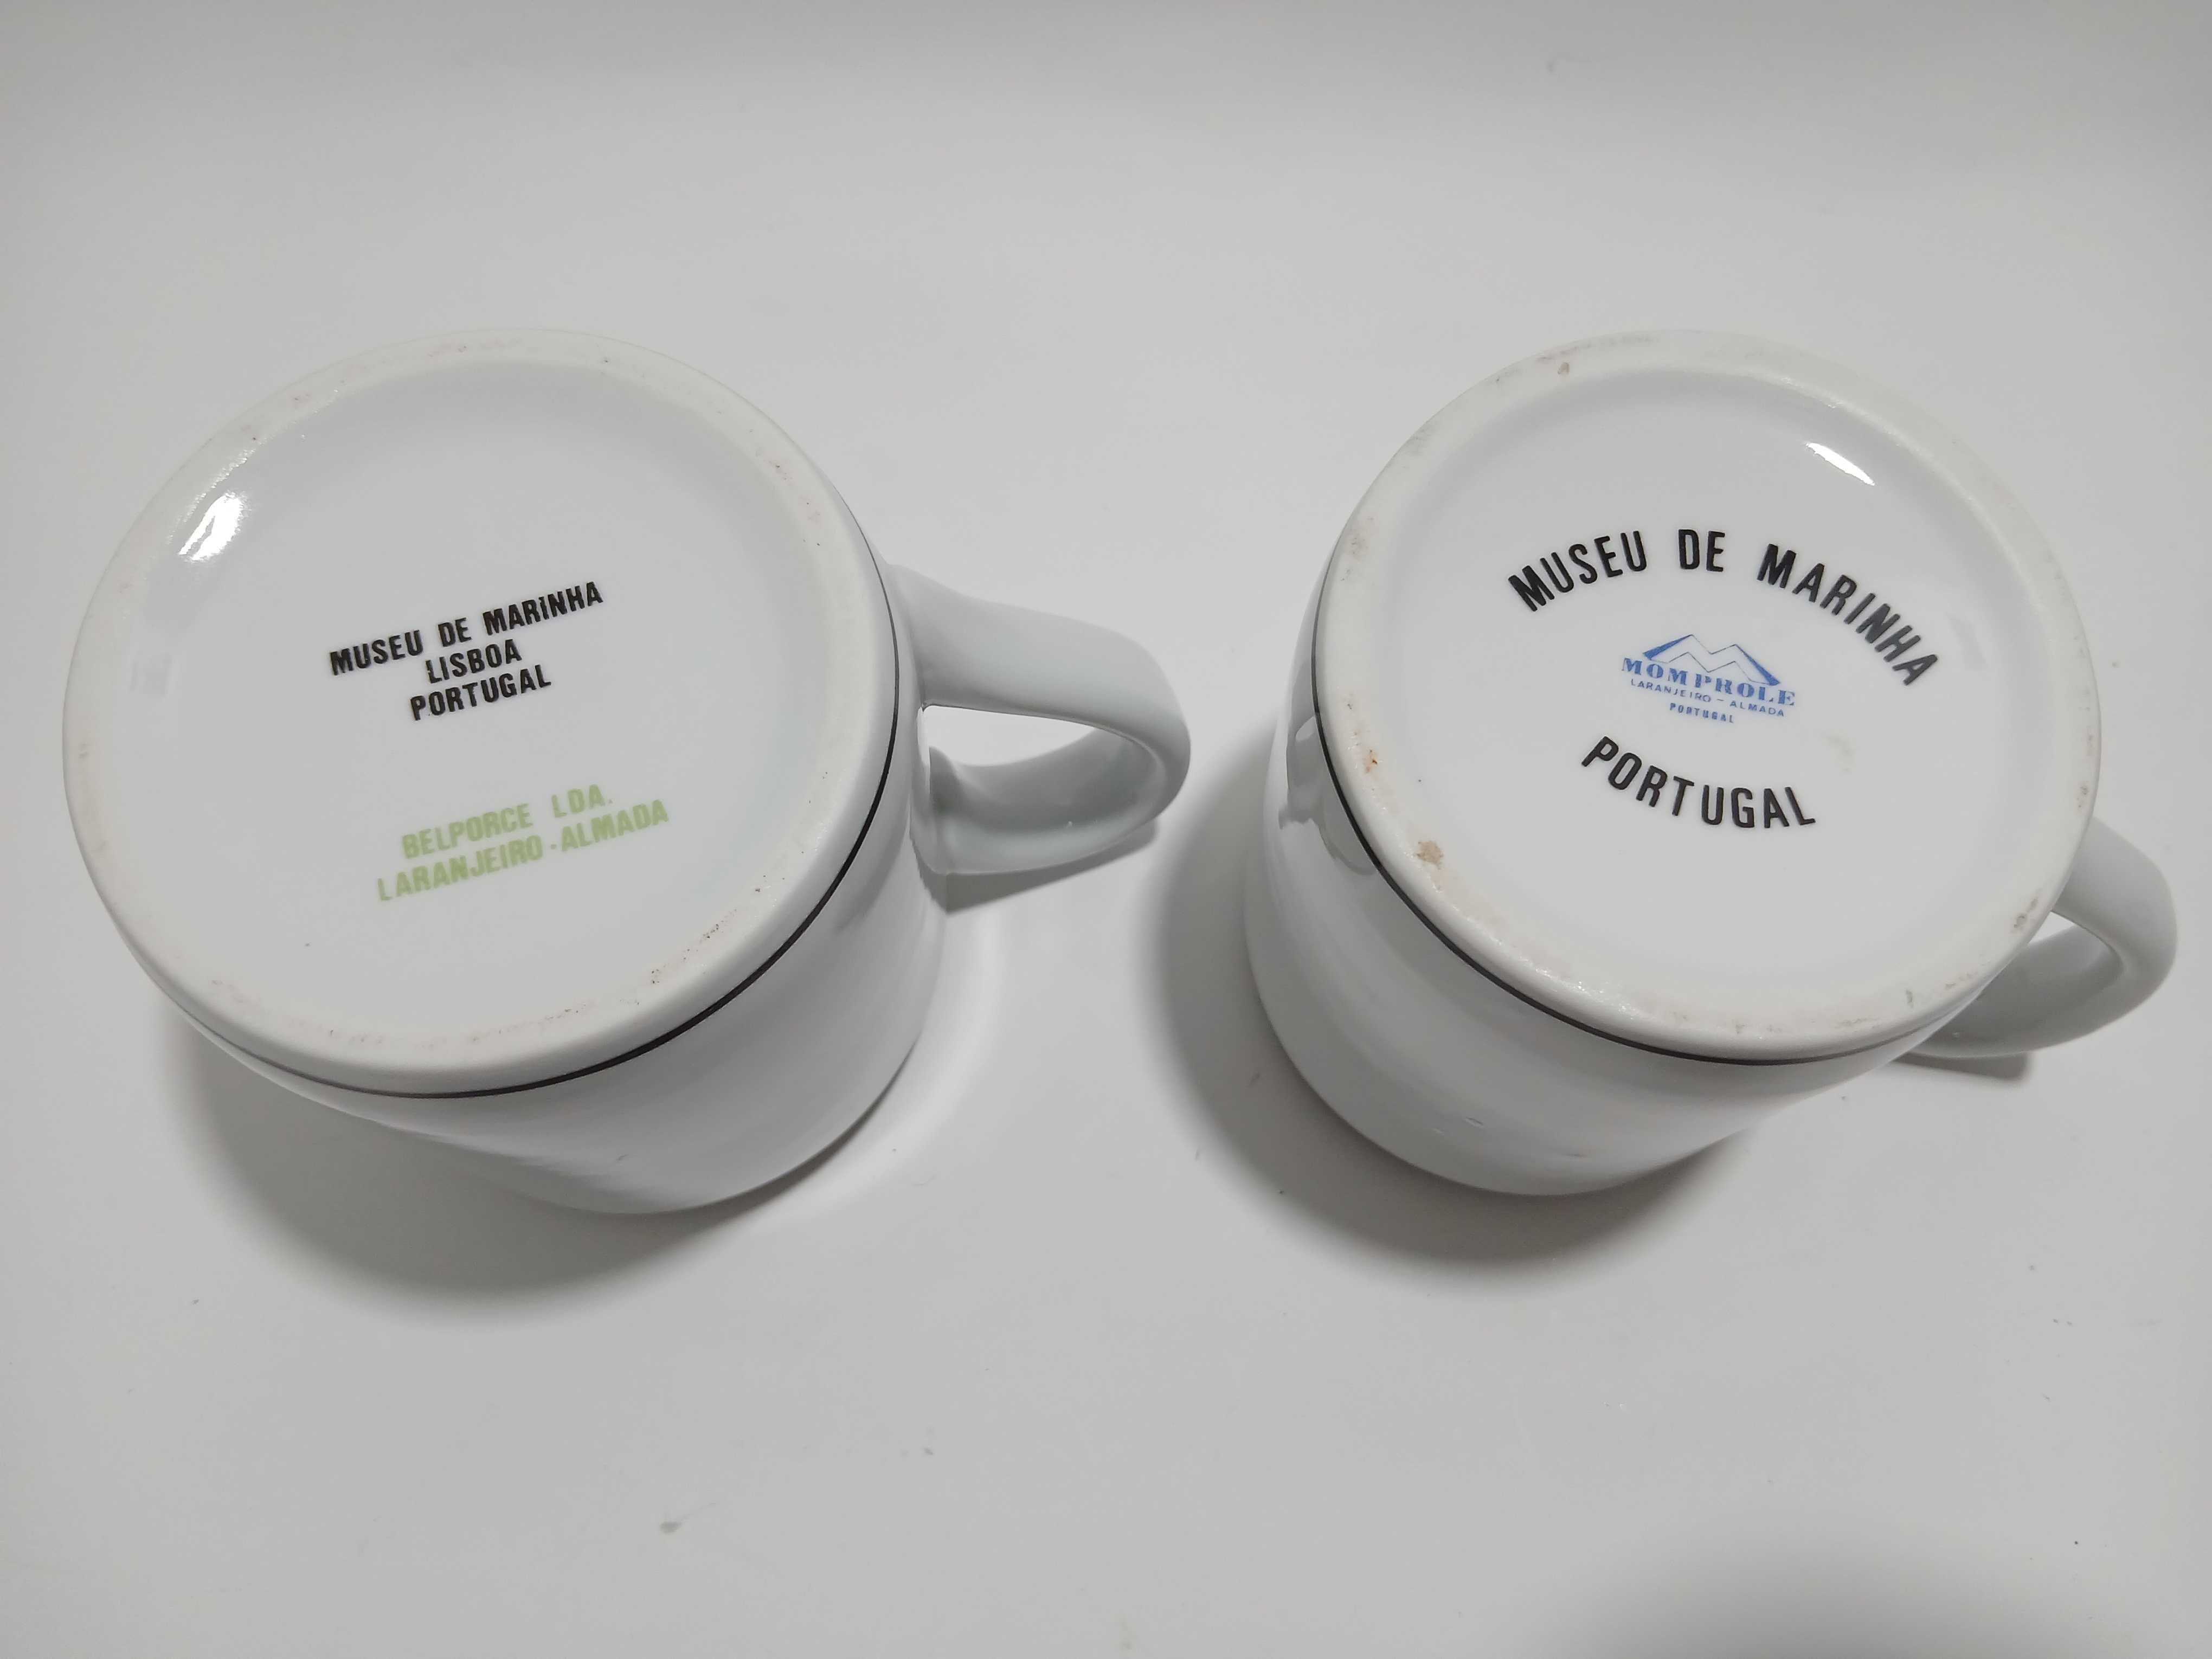 MUSEU DE MARINHA
LISBOA
PORTUGAL
BELPORCE LDA.
LARANJEIRO-ALMADA
MUSEU DE MARINHA
MOMPROLE
LARANJEIRO - ALMADA
PORTUGAL
PORTUGAL